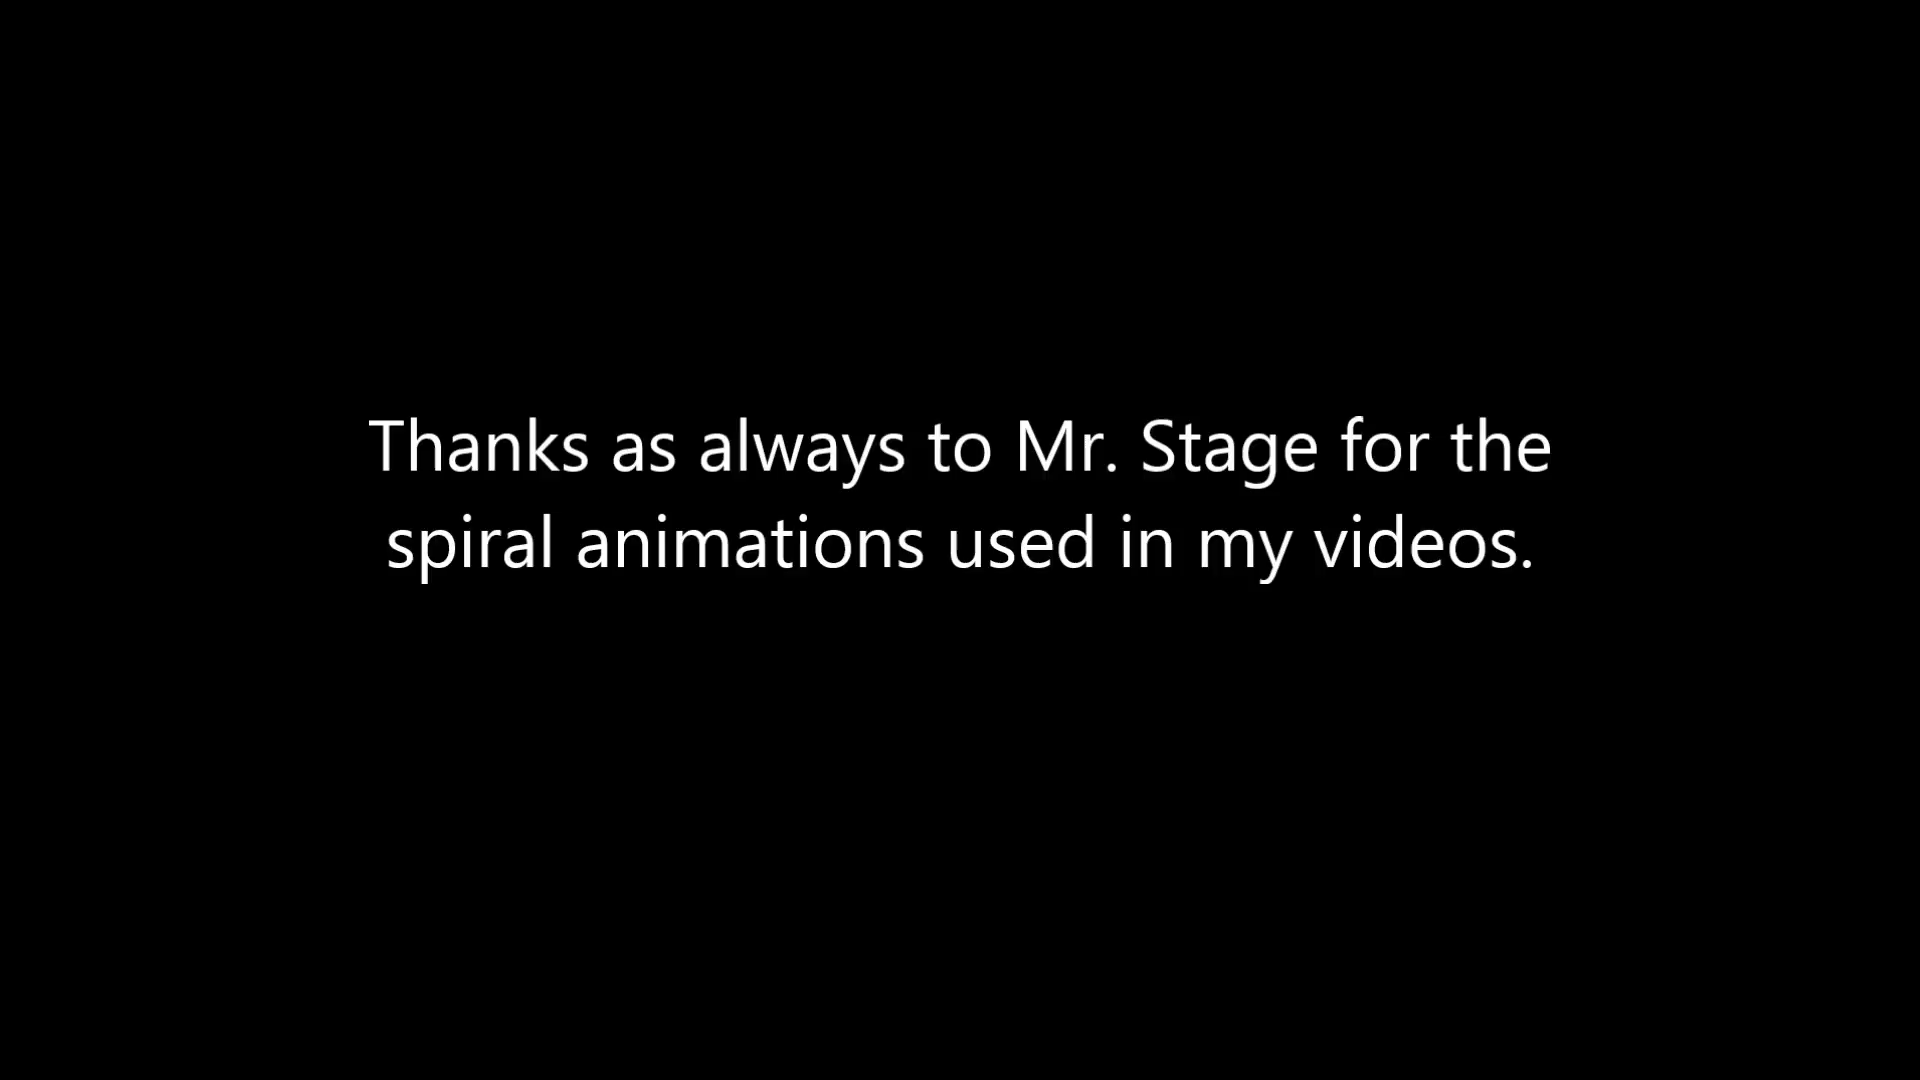 Thanks as always to Mr. Stage for the
spiral animations used in my videos.